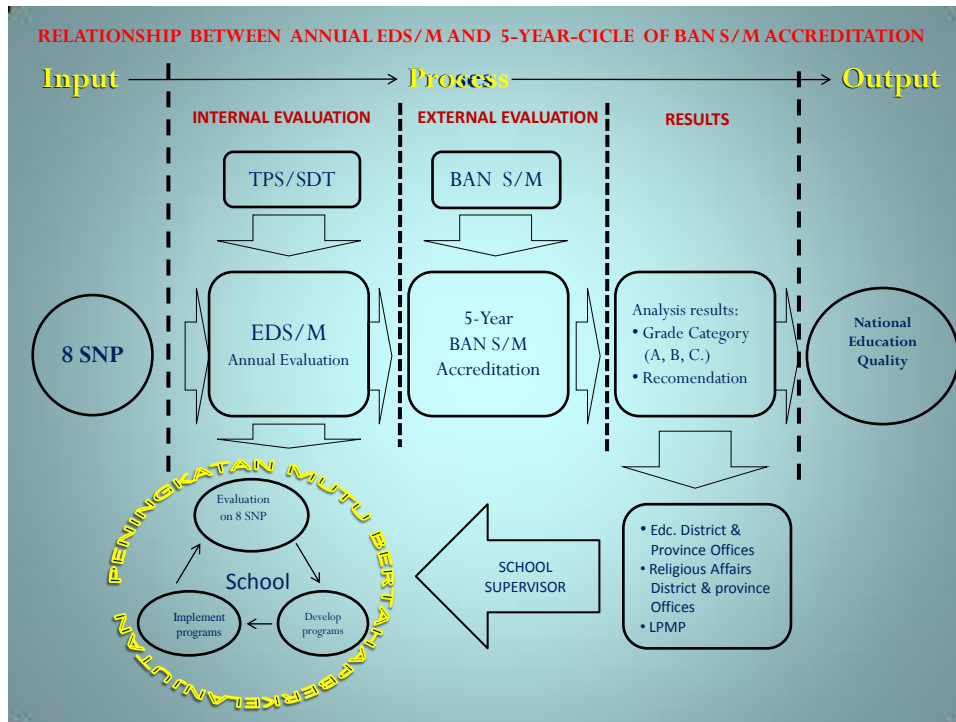 RELATIONSHIP BETWEEN ANNUAL EDS/M AND 5-YEAR-CICLE OF BAN S/M ACCREDITATION
Input
Process
Output
INTERNAL EVALUATION
EXTERNAL EVALUATION
RESULTS
TPS/SDT
BAN S/M
8 SNP
EDS/M
Annual Evaluation
5-Year
BAN S/M
Accreditation
Analysis results:
• Grade Category
(A, B, C.)
• Recomendation
National
Education
Quality
PENINGKATAN MUTU BERTAHAPBERKELANJUTAN
Evaluation
on 8 SNP
School
Implement
programs
Develop
programs
SCHOOL
SUPERVISOR
• Edc. District &
Province Offices
• Religious Affairs
District & province
Offices
• LPMP